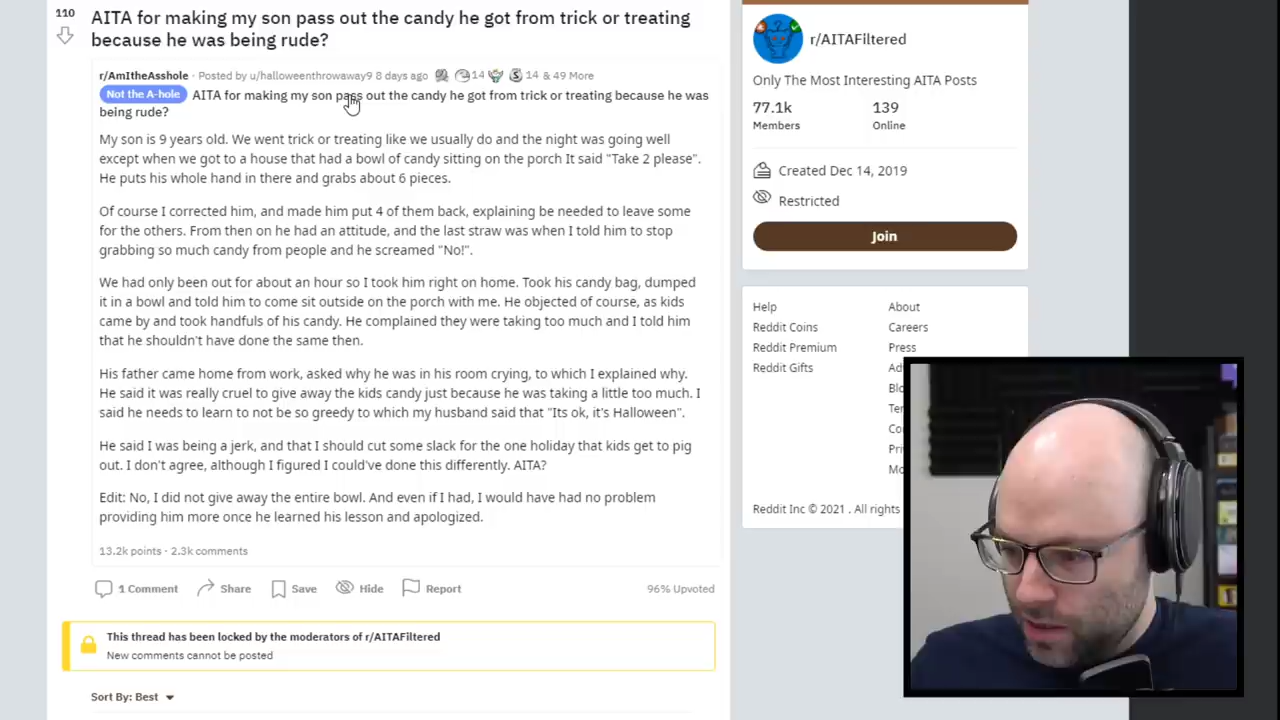 110
AITA for making my son pass out the candy he got from trick or treating
because he was being rude?
r/AmItheAsshole · Posted by u/halloweenthrowaway9 8 days ago 14 14 & 49 More
Not the A-hole AITA for making my son pass out the candy he got from trick or treating because he was
being rude?
My son is 9 years old. We went trick or treating like we usually do and the night was going well
except when we got to a house that had a bowl of candy sitting on the porch It said "Take 2 please".
He puts his whole hand in there and grabs about 6 pieces.
Of course I corrected him, and made him put 4 of them back, explaining be needed to leave some
for the others. From then on he had an attitude, and the last straw was when I told him to stop
grabbing so much candy from people and he screamed "No!".
We had only been out for about an hour so I took him right on home. Took his candy bag, dumped
it in a bowl and told him to come sit outside on the porch with me. He objected of course, as kids
came by and took handfuls of his candy. He complained they were taking too much and I told him
that he shouldn't have done the same then.
His father came home from work, asked why he was in his room crying, to which I explained why.
He said it was really cruel to give away the kids candy just because he was taking a little too much. I
said he needs to learn to not be so greedy to which my husband said that "Its ok, it's Halloween".
He said I was being a jerk, and that I should cut some slack for the one holiday that kids get to pig
out. I don't agree, although I figured I could've done this differently. AITA?
Edit: No, I did not give away the entire bowl. And even if I had, I would have had no problem
providing him more once he learned his lesson and apologized.
13.2k points · 2.3k comments
1 Comment Share Save Hide Report 96% Upvoted
This thread has been locked by the moderators of r/AITAFiltered
New comments cannot be posted
Sort By: Best
r/AITAFiltered
Only The Most Interesting AITA Posts
77.1k 139
Members Online
Created Dec 14, 2019
Restricted
Join
Help About
Reddit Coins Careers
Reddit Premium Press
Reddit Gifts
Reddit Inc © 2021 . All rights